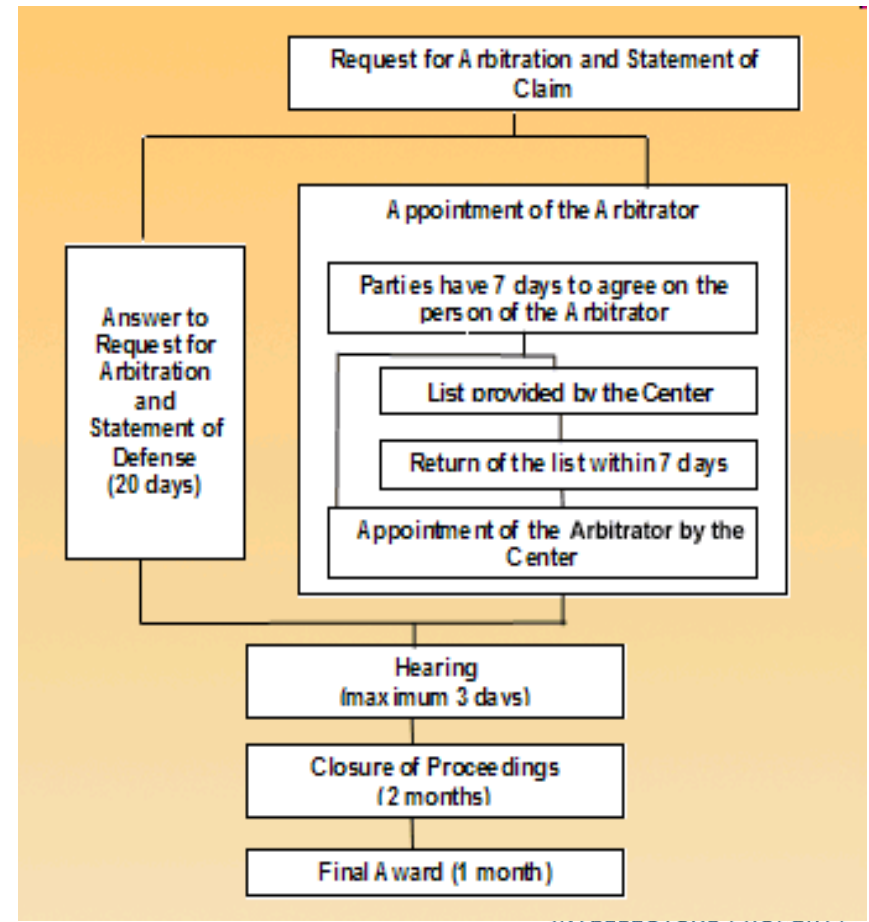 Request for Arbitration and Statement of
Claim
Appointment of the Arbitrator
Parties have 7 days to agree on the
person of the Arbitrator
Answer to
Request for
Arbitration
and
Statement of
Defense
(20 days)
List provided by the Center
Return of the list within 7 days
Appointment of the Arbitrator by the
Center
Hearing
(maximum 3 days)
Closure of Proceedings
(2 months)
Final Award (1 month)